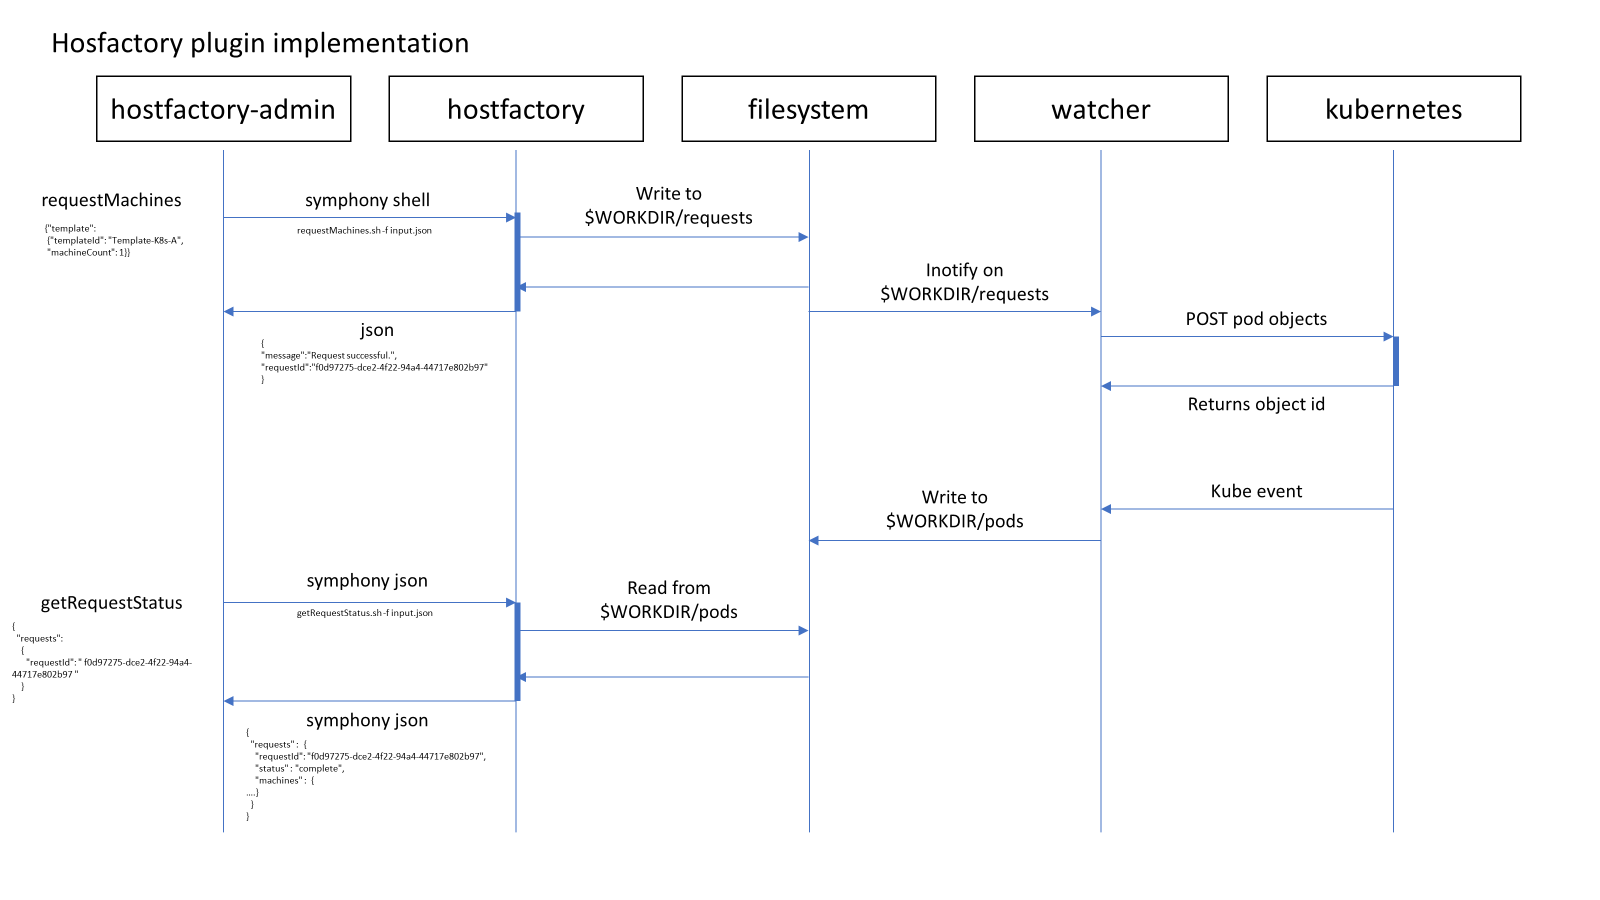 Hosfactory plugin implementation
hostfactory-admin
hostfactory
filesystem
watcher
kubernetes
requestMachines
{"template":
{"templateId": "Template-K8s-A",
"machineCount": 1}}
symphony shell
requestMachines.sh -f input.json
Write to
$WORKDIR/requests
Inotify on
$WORKDIR/requests
POST pod objects
json
{
"message":"Request successful.",
"requestId":"f0d97275-dce2-4f22-94a4-44717e802b97"
}
Returns object id
Kube event
Write to
$WORKDIR/pods
getRequestStatus
{
"requests":
{
"requestId": " f0d97275-dce2-4f22-94a4-
44717e802b97 "
}
}
symphony json
getRequestStatus.sh -f input.json
Read from
$WORKDIR/pods
symphony json
{
"requests" : {
"requestId": "f0d97275-dce2-4f22-94a4-44717e802b97",
"status" : "complete",
"machines" : {
....}
}
}